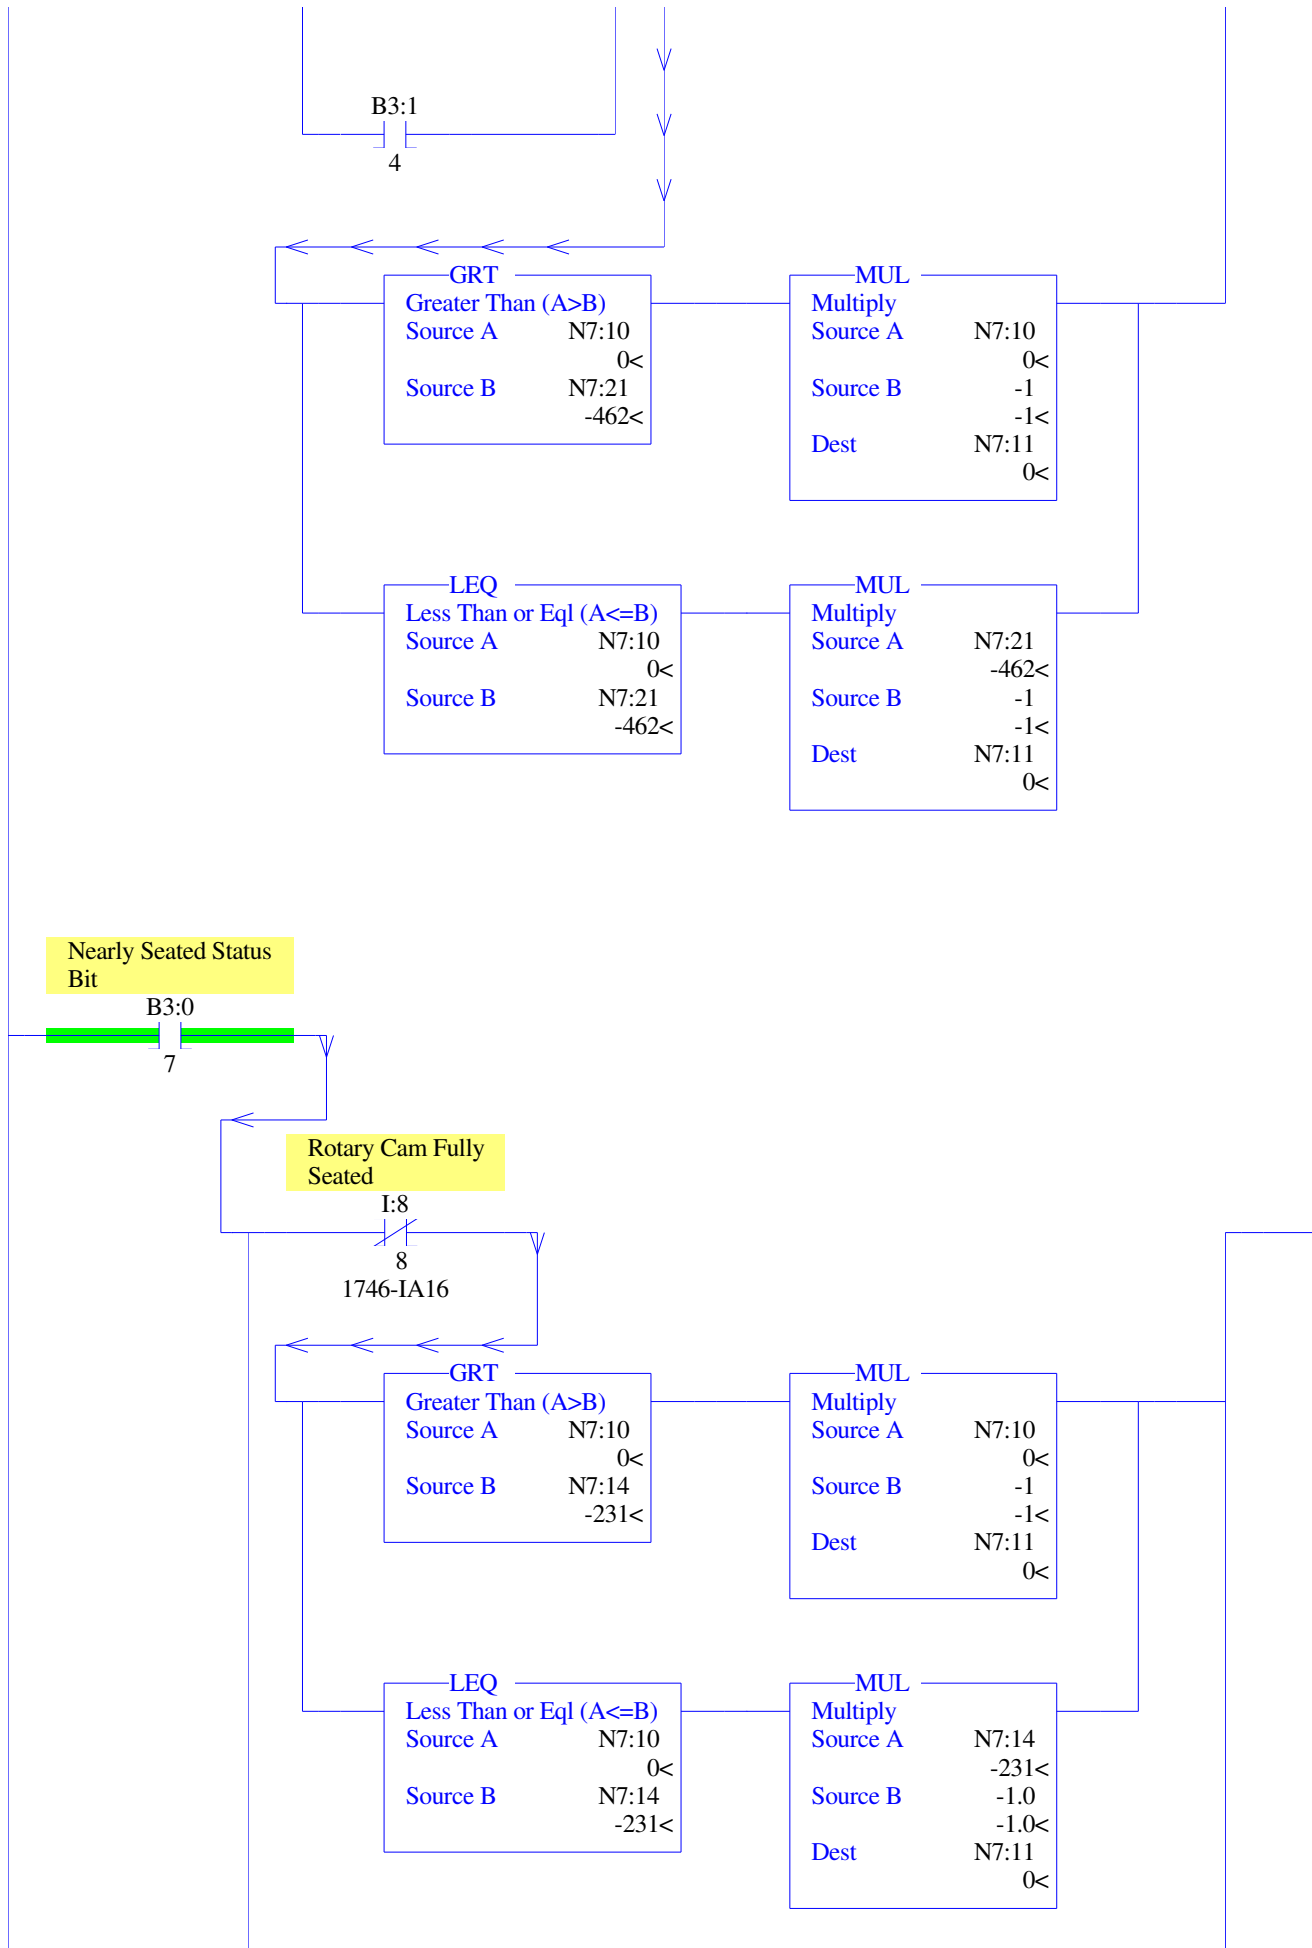 B3:1
4
GRT
Greater Than (A>B)
Source A N7:10
0<
Source B N7:21
-462<
MUL
Multiply
Source A N7:10
0<
Source B -1
-1<
Dest N7:11
0<
LEQ
Less Than or Eql (A<=B)
Source A N7:10
0<
Source B N7:21
-462<
MUL
Multiply
Source A N7:21
-462<
Source B -1
-1<
Dest N7:11
0<
Nearly Seated Status
Bit
B3:0
7
Rotary Cam Fully
Seated
I:8
8
1746-IA16
GRT
Greater Than (A>B)
Source A N7:10
0<
Source B N7:14
-231<
MUL
Multiply
Source A N7:10
0<
Source B -1
-1<
Dest N7:11
0<
LEQ
Less Than or Eql (A<=B)
Source A N7:10
0<
Source B N7:14
-231<
MUL
Multiply
Source A N7:14
-231<
Source B -1.0
-1.0<
Dest N7:11
0<